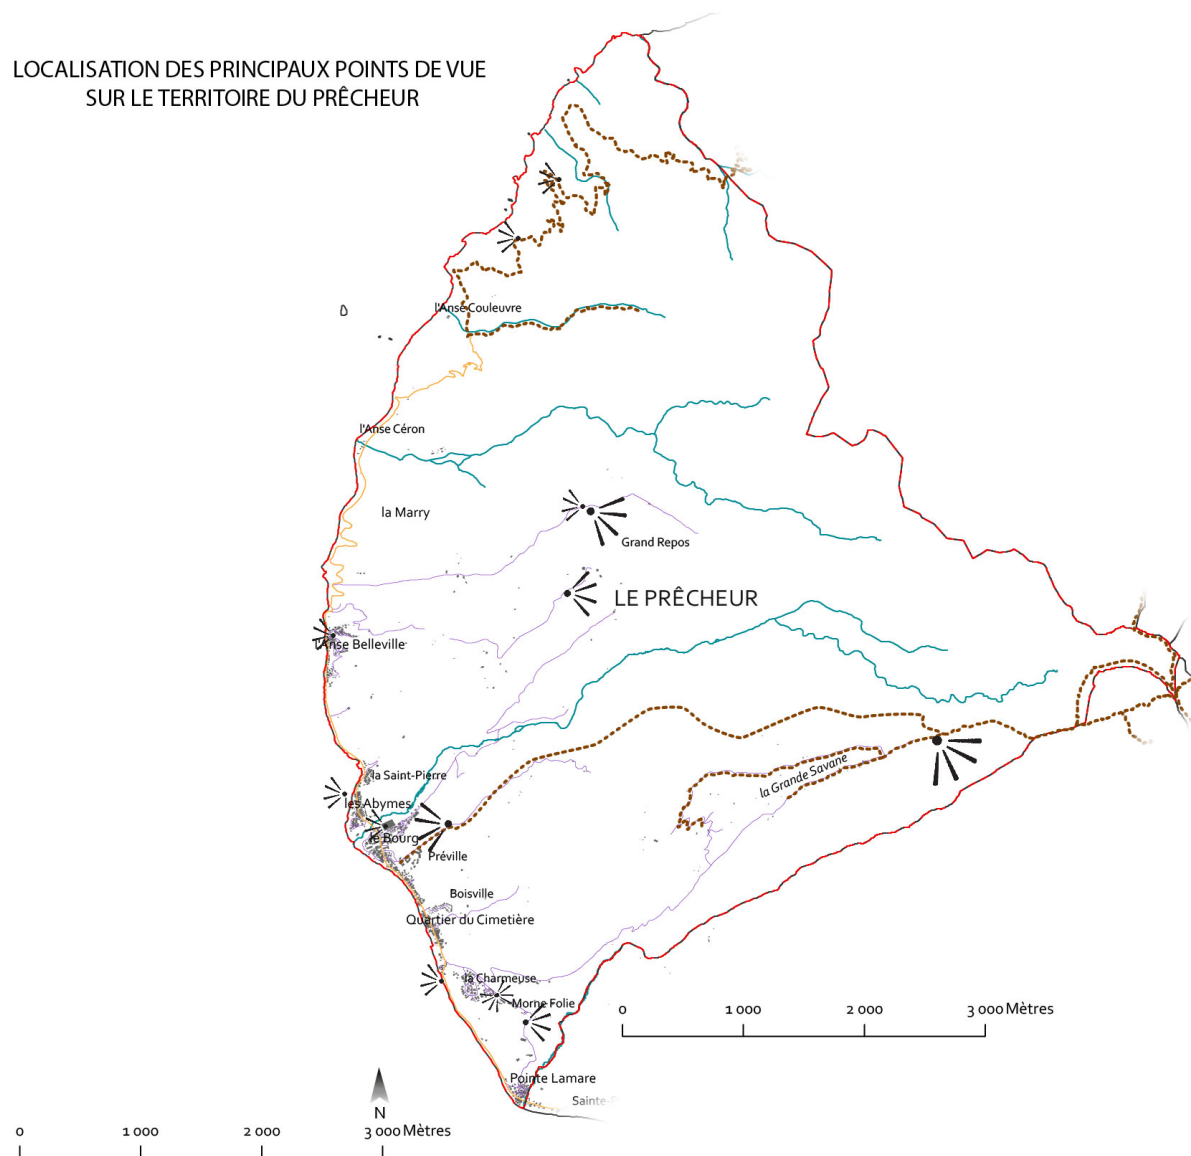 LOCALISATION DES PRINCIPAUX POINTS DE VUE
SUR LE TERRITOIRE DU PRÊCHEUR
l'Anse Couleuvre
l'Anse Céron
la Marry
Grand Repos
LE PRÊCHEUR
l'Anse Belleville
la Grande Savane
la Saint-Pierre
les Abymes
le Bourg
Préville
Boisville
Quartier du Cimetière
la Charmeuse
Morne Folie
0 1 000 2 000 3 000 Mètres
Pointe Lamare
Sainte-P
N
0 1 000 2 000 3 000 Mètres